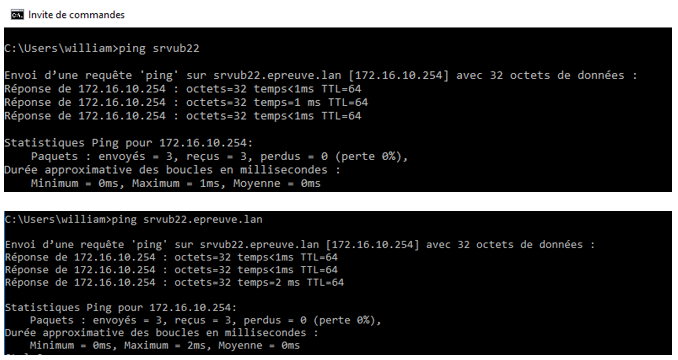 Invite de commandes
C:\Users\william>ping srvub22
Envoi d’une requête 'ping' sur srvub22.epreuve.lan [172.16.10.254] avec 32 octets de données :
Réponse de 172.16.10.254 : octets=32 temps<1ms TTL=64
Réponse de 172.16.10.254 : octets=32 temps=1 ms TTL=64
Réponse de 172.16.10.254 : octets=32 temps<1ms TTL=64
Statistiques Ping pour 172.16.10.254:
Paquets : envoyés = 3, reçus = 3, perdus = 0 (perte 0%),
Durée approximative des boucles en millisecondes :
Minimum = 0ms, Maximum = 1ms, Moyenne = 0ms
C:\Users\william>ping srvub22.epreuve.lan
Envoi d’une requête 'ping' sur srvub22.epreuve.lan [172.16.10.254] avec 32 octets de données :
Réponse de 172.16.10.254 : octets=32 temps<1ms TTL=64
Réponse de 172.16.10.254 : octets=32 temps<1ms TTL=64
Réponse de 172.16.10.254 : octets=32 temps=2 ms TTL=64
Statistiques Ping pour 172.16.10.254:
Paquets : envoyés = 3, reçus = 3, perdus = 0 (perte 0%),
Durée approximative des boucles en millisecondes :
Minimum = 0ms, Maximum = 2ms, Moyenne = 0ms